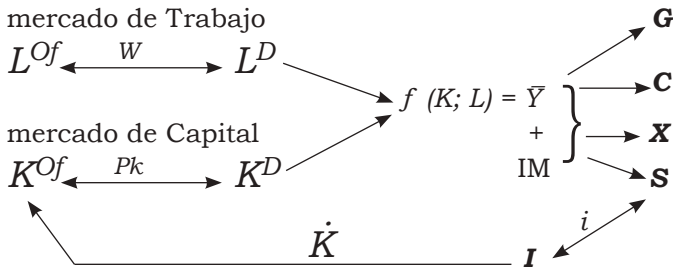 mercado de Trabajo
G
L^Of W L^D
f (K; L) = Ȳ
C
+
X
mercado de Capital
IM
K^Of Pk K^D
S
i
K̇
I